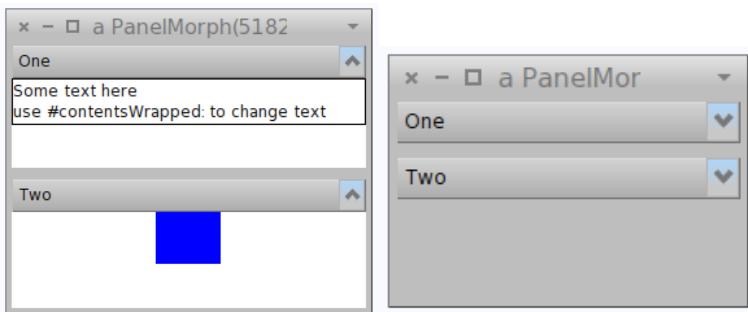 a PanelMorph(5182
One
Some text here
use #contentsWrapped: to change text
Two
a PanelMor
One
Two